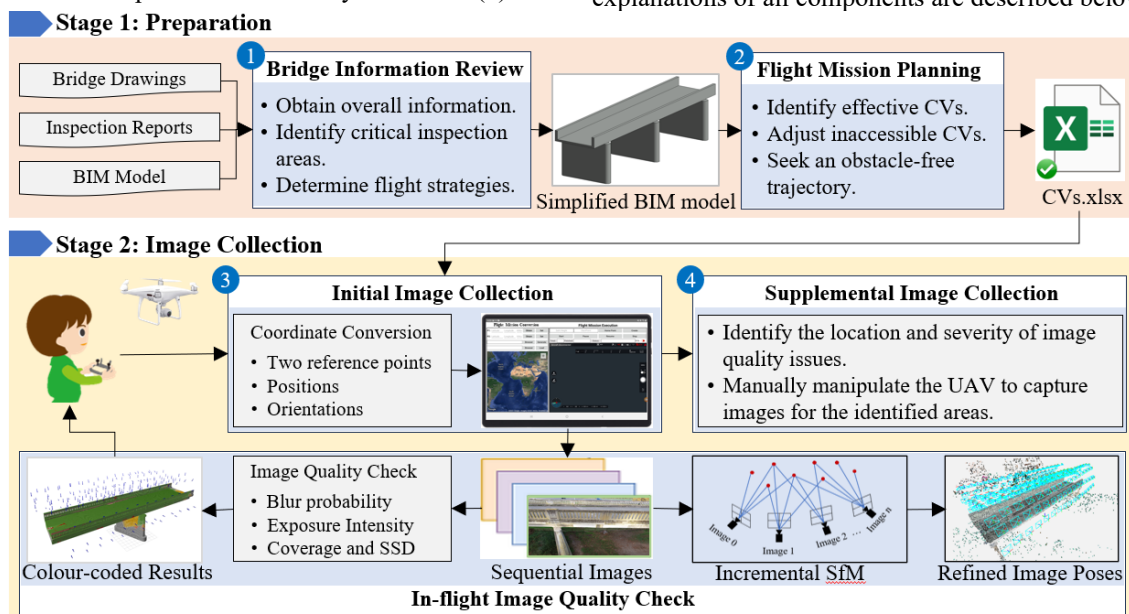 explanations of all components are described belo
Stage 1: Preparation
Bridge Drawings
Inspection Reports
BIM Model
1
Bridge Information Review
• Obtain overall information.
• Identify critical inspection
areas.
• Determine flight strategies.
Simplified BIM model
2
Flight Mission Planning
• Identify effective CVs.
• Adjust inaccessible CVs.
• Seek an obstacle-free
trajectory.
X
CVs.xlsx
Stage 2: Image Collection
3
Initial Image Collection
Coordinate Conversion
• Two reference points
• Positions
• Orientations
Flight Mission Conversion
Flight Mission Execution
4
Supplemental Image Collection
• Identify the location and severity of image
quality issues.
• Manually manipulate the UAV to capture
images for the identified areas.
Colour-coded Results
Image Quality Check
• Blur probability
• Exposure Intensity
• Coverage and SSD
Sequential Images
Image 0
Image 1
Image 2
...
Image n
Incremental SfM
Refined Image Poses
In-flight Image Quality Check